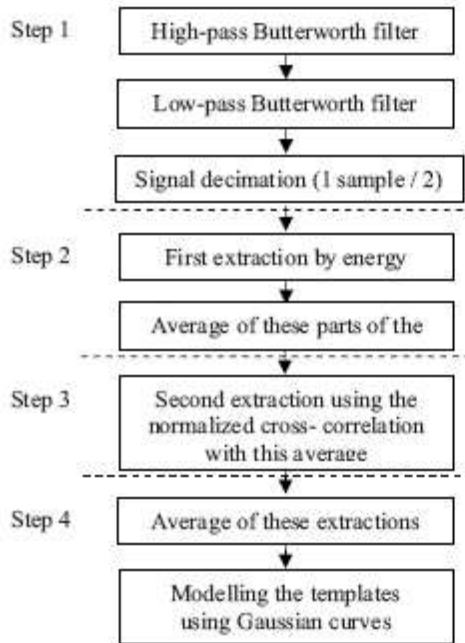 Step 1
High-pass Butterworth filter
Low-pass Butterworth filter
Signal decimation (1 sample / 2)
Step 2
First extraction by energy
Average of these parts of the
Step 3
Second extraction using the
normalized cross- correlation
with this average
Step 4
Average of these extractions
Modelling the templates
using Gaussian curves